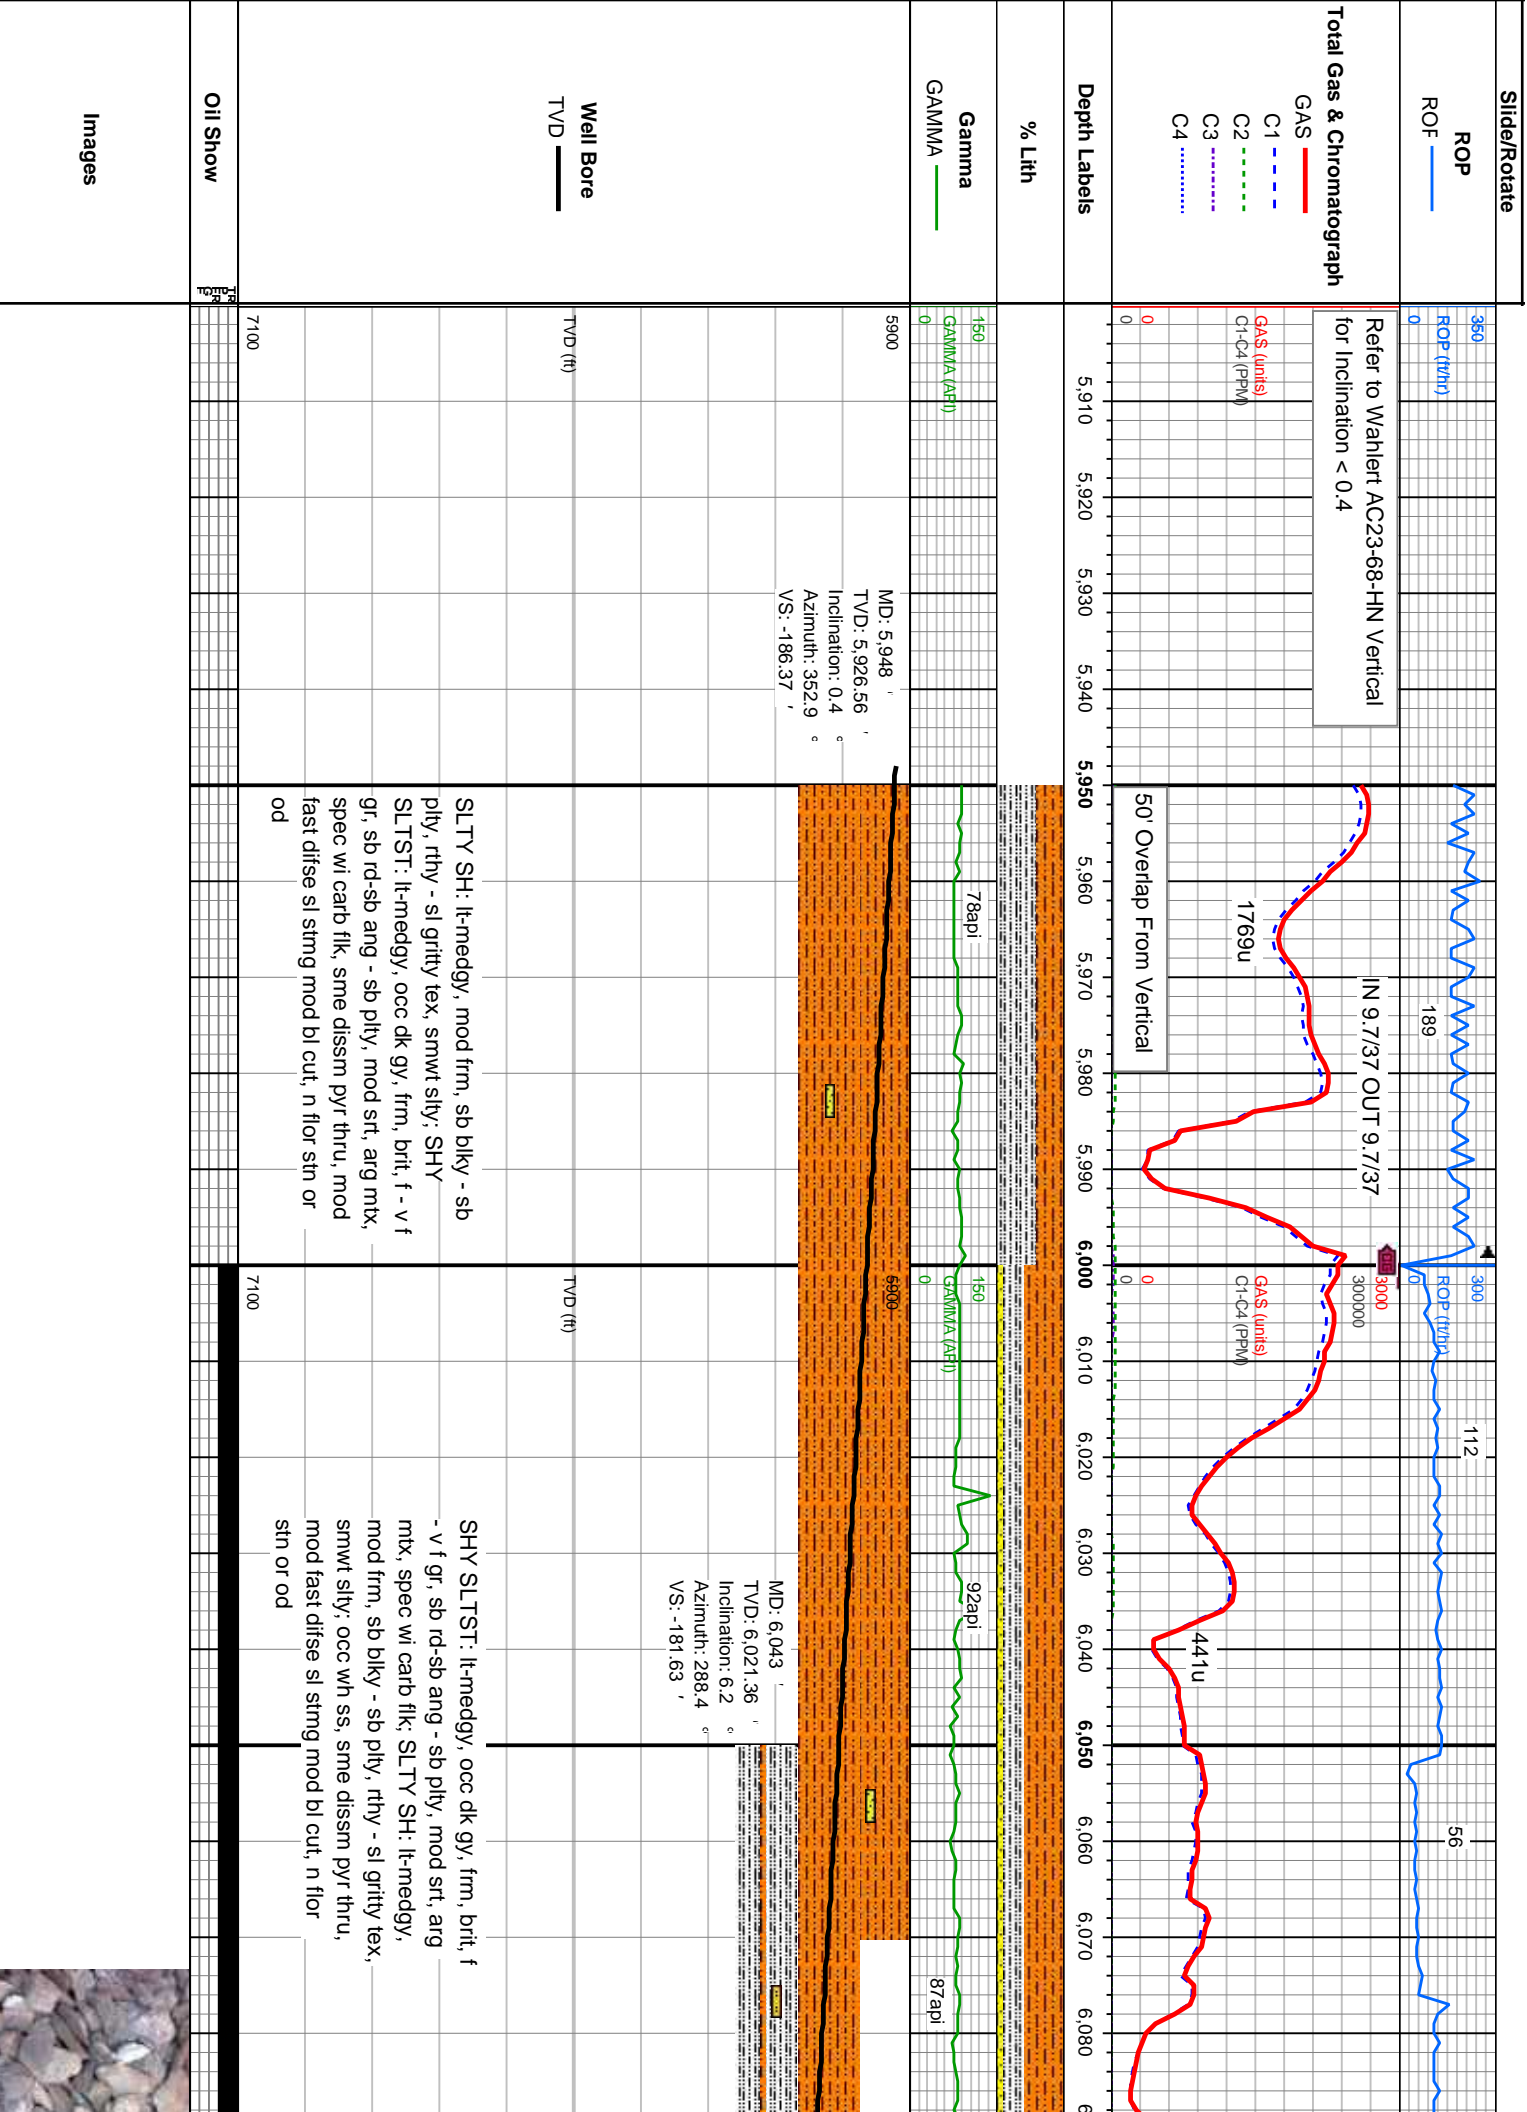 Slide/Rotate
ROP
ROF
350
ROP (ft/hr)
0
189
300
ROP (ft/hr)
0
112
56
Total Gas & Chromatograph
GAS
C1
C2
C3
C4
Refer to Wahlert AC23-68-HN Vertical
for Inclination < 0.4
GAS (units)
C1-C4 (PPM)
0
0
IN 9.7/37 OUT 9.7/37
1769u
50' Overlap From Vertical
3000
300000
GAS (units)
C1-C4 (PPM)
0
0
441u
Depth Labels
5,910
5,920
5,930
5,940
5,950
5,960
5,970
5,980
5,990
6,000
6,010
6,020
6,030
6,040
6,050
6,060
6,070
6,080
6
% Lith
Gamma
GAMMA
150
GAMMA (API)
0
78api
150
GAMMA (API)
0
92api
87api
Well Bore
TVD
5900
TVD (ft)
7100
MD: 5,948 '
TVD: 5,926.56 '
Inclination: 0.4 °
Azimuth: 352.9 °
VS: -186.37 '
SLTY SH: lt-medgy, mod frm, sb blky - sb
plty, rthy - sl gritty tex, smwt slty; SHY
SLTST: lt-medgy, occ dk gy, frm, brit, f - v f
gr, sb rd-sb ang - sb plty, mod srt, arg mtx,
spec wi carb flk, sme dissm pyr thru, mod
fast difse sl stmg mod bl cut, n flor stn or
od
5900
TVD (ft)
7100
MD: 6,043 '
TVD: 6,021.36 '
Inclination: 6.2 °
Azimuth: 288.4 °
VS: -181.63 '
SHY SLTST: lt-medgy, occ dk gy, frm, brit, f
- v f gr, sb rd-sb ang - sb plty, mod srt, arg
mtx, spec wi carb flk; SLTY SH: lt-medgy,
mod frm, sb blky - sb plty, rthy - sl gritty tex,
smwt slty; occ wh ss, sme dissm pyr thru,
mod fast difse sl stmg mod bl cut, n flor
stn or od
Oil Show
Images